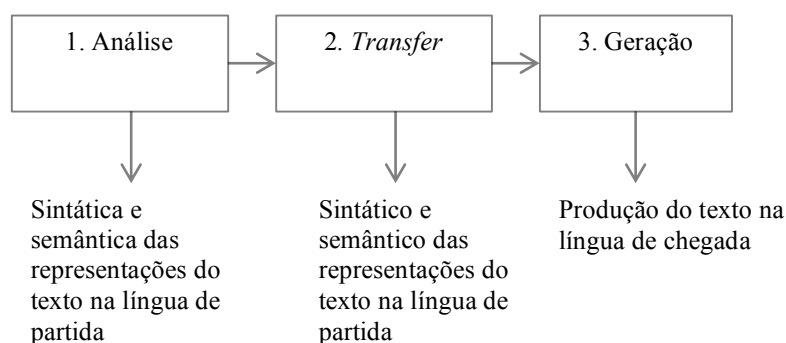 1. Análise
2. Transfer
3. Geração
Sintática e
semântica das
representações do
texto na língua de
partida
Sintático e
semântico das
representações do
texto na língua de
partida
Produção do texto na
língua de chegada